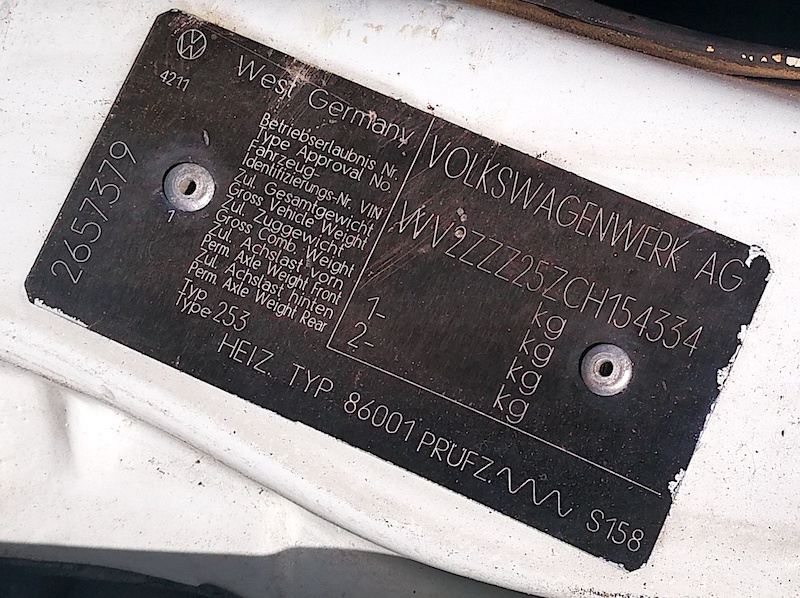 4211
West Germany
2657379
1
Betriebserlaubnis Nr.
Type Approval No.
Fahrzeug-
Identifizierungs-Nr. VIN
Zul. Gesamtgewicht
Gross Vehicle Weight
Zul. Zuggewicht
Gross Comb Weight
Zul. Achslast vorn
Perm. Axle Weight Front
Zul. Achslast hinten
Perm. Axle Weight Rear
Typ
Type: 253
VOLKSWAGENWERK AG
WV2ZZZ25ZCH154334
kg
kg
1- kg
2- kg
HEIZ. TYP 86001 PRÜFZ. S158